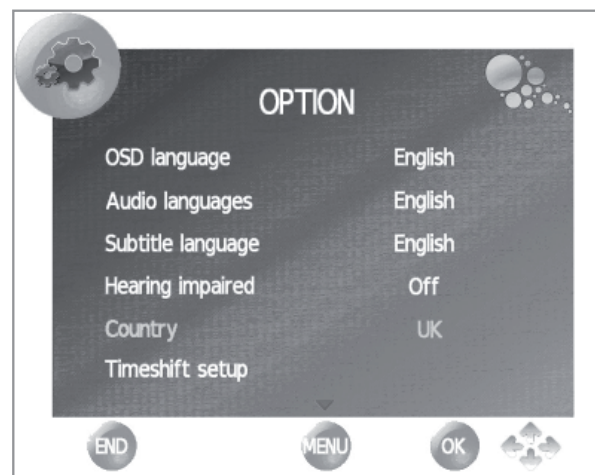 OPTION
OSD language English
Audio languages English
Subtitle language English
Hearing impaired Off
Country UK
Timeshift setup
END MENU OK